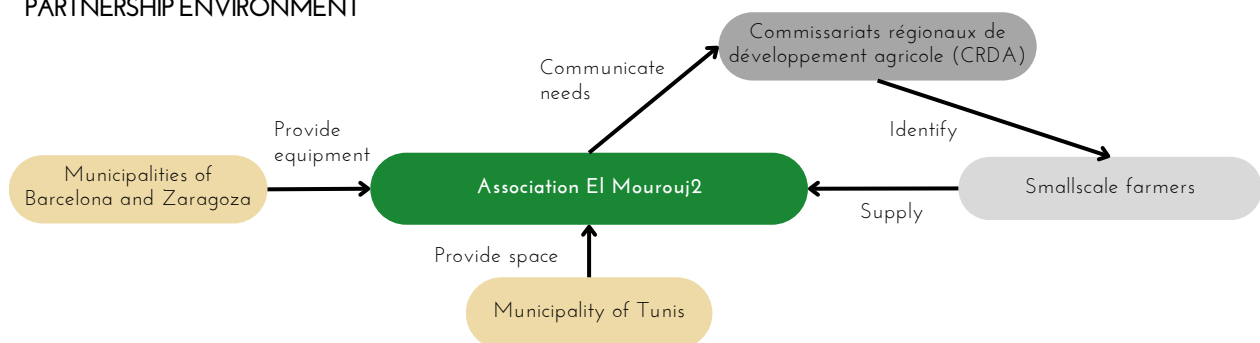 PARTNERSHIP ENVIRONMENT
Commissariats régionaux de
développement agricole (CRDA)
Communicate
needs
Provide
equipment
Identify
Municipalities of
Barcelona and Zaragoza
Association El Mourouj2
Smallscale farmers
Supply
Provide space
Municipality of Tunis